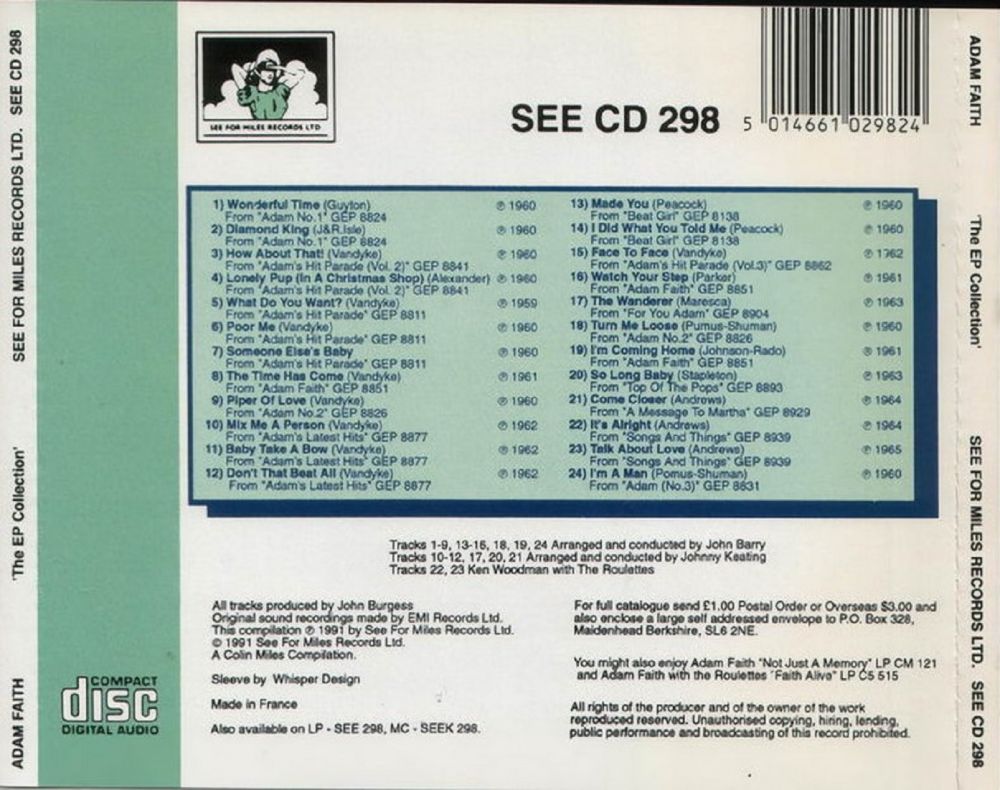 ADAM FAITH 'The EP Collection' SEE FOR MILES RECORDS LTD. SEE CD 298
SEE FOR MILES RECORDS LTD
SEE CD 298
5 014661 029824
1) Wonderful Time (Guyton) ℗ 1960
From "Adam No.1" GEP 8824
2) Diamond King (J&R.Isle) ℗ 1960
From "Adam No.1" GEP 8824
3) How About That! (Vandyke) ℗ 1960
From "Adam's Hit Parade (Vol. 2)" GEP 8841
4) Lonely Pup (In A Christmas Shop) (Alexander) ℗ 1960
From "Adam's Hit Parade (Vol. 2)" GEP 8841
5) What Do You Want? (Vandyke) ℗ 1959
From "Adam's Hit Parade" GEP 8811
6) Poor Me (Vandyke) ℗ 1960
From "Adam's Hit Parade" GEP 8811
7) Someone Else's Baby ℗ 1960
From "Adam's Hit Parade" GEP 8811
8) The Time Has Come (Vandyke) ℗ 1961
From "Adam Faith" GEP 8851
9) Piper Of Love (Vandyke) ℗ 1960
From "Adam No.2" GEP 8826
10) Mix Me A Person (Vandyke) ℗ 1962
From "Adam's Latest Hits" GEP 8877
11) Baby Take A Bow (Vandyke) ℗ 1962
From "Adam's Latest Hits" GEP 8877
12) Don't That Beat All (Vandyke) ℗ 1962
From "Adam's Latest Hits" GEP 8877
13) Made You (Peacock) ℗ 1960
From "Beat Girl" GEP 8138
14) I Did What You Told Me (Peacock) ℗ 1960
From "Beat Girl" GEP 8138
15) Face To Face (Vandyke) ℗ 1962
From "Adam's Hit Parade (Vol.3)" GEP 8862
16) Watch Your Step (Parker) ℗ 1961
From "Adam Faith" GEP 8851
17) The Wanderer (Maresca) ℗ 1963
From "For You Adam" GEP 8904
18) Turn Me Loose (Pumus-Shuman) ℗ 1960
From "Adam No.2" GEP 8826
19) I'm Coming Home (Johnson-Rado) ℗ 1961
From "Adam Faith" GEP 8851
20) So Long Baby (Stapleton) ℗ 1963
From "Top Of The Pops" GEP 8893
21) Come Closer (Andrews) ℗ 1964
From "A Message To Martha" GEP 8929
22) It's Alright (Andrews) ℗ 1964
From "Songs And Things" GEP 8939
23) Talk About Love (Andrews) ℗ 1965
From "Songs And Things" GEP 8939
24) I'm A Man (Pomus-Shuman) ℗ 1960
From "Adam (No.3)" GEP 8831
Tracks 1-9, 13-16, 18, 19, 24 Arranged and conducted by John Barry
Tracks 10-12, 17, 20, 21 Arranged and conducted by Johnny Keating
Tracks 22, 23 Ken Woodman with The Roulettes
All tracks produced by John Burgess
Original sound recordings made by EMI Records Ltd.
This compilation ℗ 1991 by See For Miles Records Ltd.
© 1991 See For Miles Records Ltd.
A Colin Miles Compilation.
Sleeve by Whisper Design
Made in France
Also available on LP - SEE 298, MC - SEEK 298.
For full catalogue send £1.00 Postal Order or Overseas $3.00 and
also enclose a large self addressed envelope to P.O. Box 328,
Maidenhead Berkshire, SL6 2NE.
You might also enjoy Adam Faith "Not Just A Memory" LP CM 121
and Adam Faith with the Roulettes "Faith Alive" LP C5 515
All rights of the producer and of the owner of the work
reproduced reserved. Unauthorised copying, hiring, lending,
public performance and broadcasting of this record prohibited.
COMPACT
disc
DIGITAL AUDIO
ADAM FAITH 'The EP Collection' SEE FOR MILES RECORDS LTD. SEE CD 298